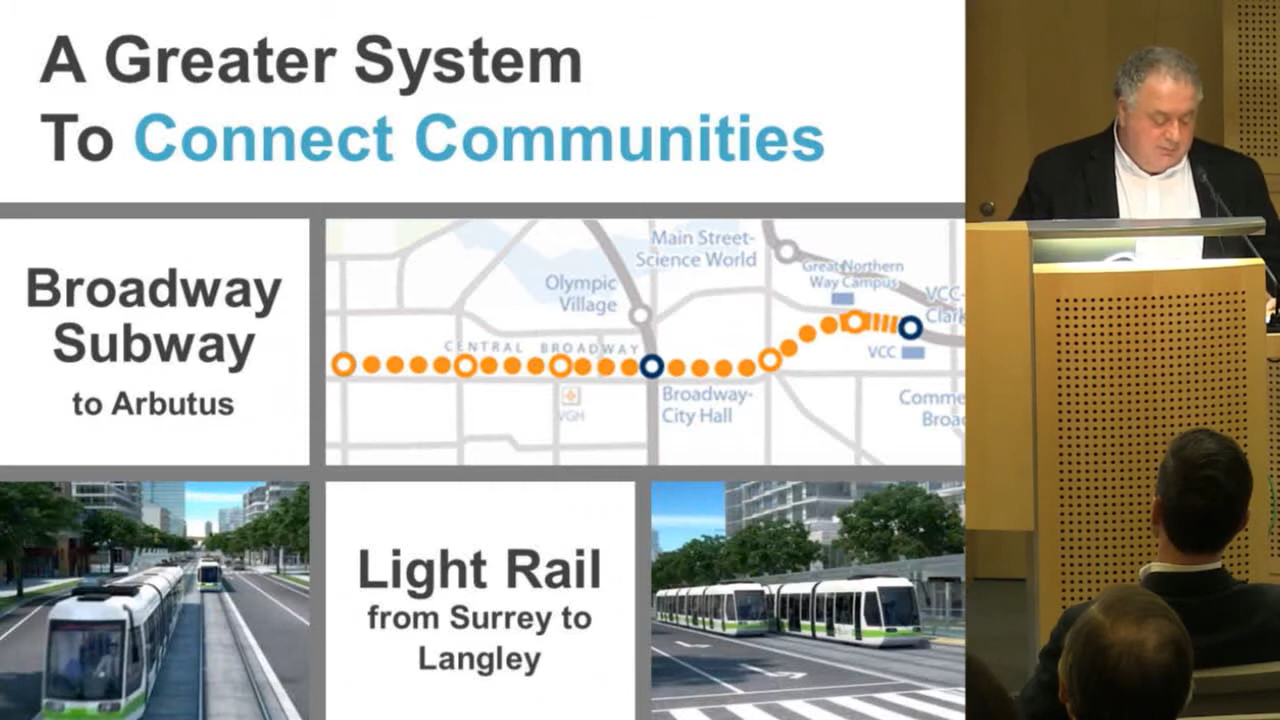 A Greater System
To Connect Communities
Broadway
Subway
to Arbutus
Main Street-
Science World
Olympic
Village
Great Northern
Way Campus
VCC-
CENTRAL BROADWAY
VCC
VGH
Broadway-
City Hall
Light Rail
from Surrey to
Langley